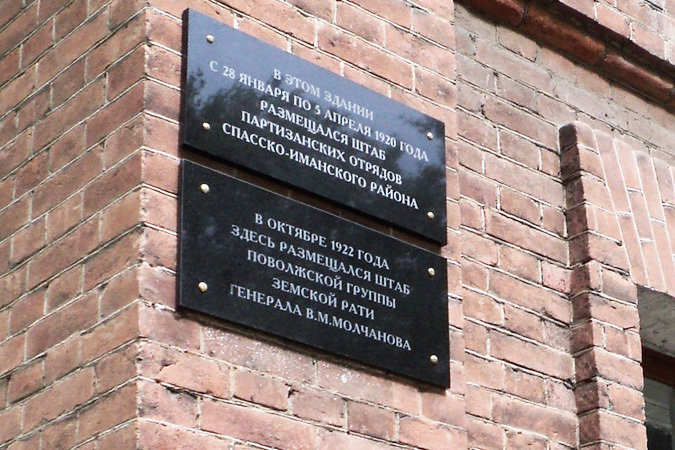 В ЭТОМ ЗДАНИИ
С 28 ЯНВАРЯ ПО 5 АПРЕЛЯ 1920 ГОДА
РАЗМЕЩАЛСЯ ШТАБ
ПАРТИЗАНСКИХ ОТРЯДОВ
СПАССКО-ИМАНСКОГО РАЙОНА
В ОКТЯБРЕ 1922 ГОДА
ЗДЕСЬ РАЗМЕЩАЛСЯ ШТАБ
ПОВОЛЖСКОЙ ГРУППЫ
ЗЕМСКОЙ РАТИ
ГЕНЕРАЛА В.М.МОЛЧАНОВА